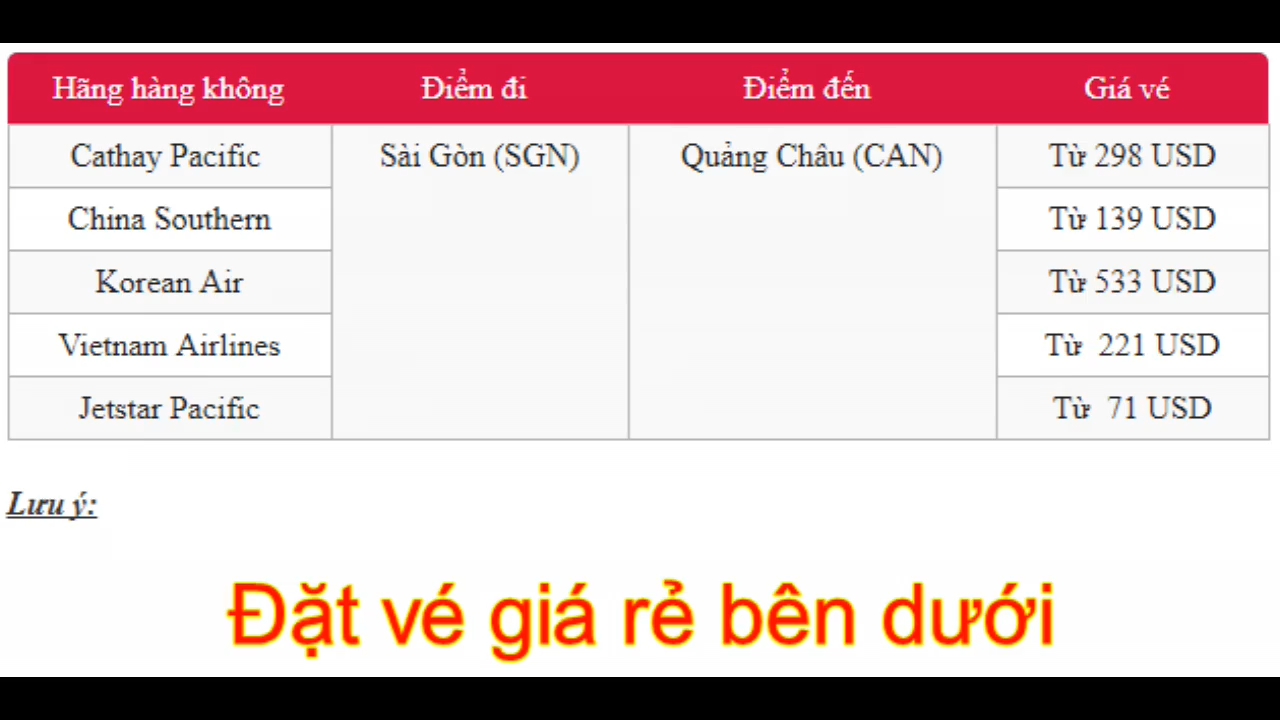 Hãng hàng không Điểm đi Điểm đến Giá vé
Cathay Pacific Sài Gòn (SGN) Quảng Châu (CAN) Từ 298 USD
China Southern Từ 139 USD
Korean Air Từ 533 USD
Vietnam Airlines Từ 221 USD
Jetstar Pacific Từ 71 USD
Lưu ý:
Đặt vé giá rẻ bên dưới